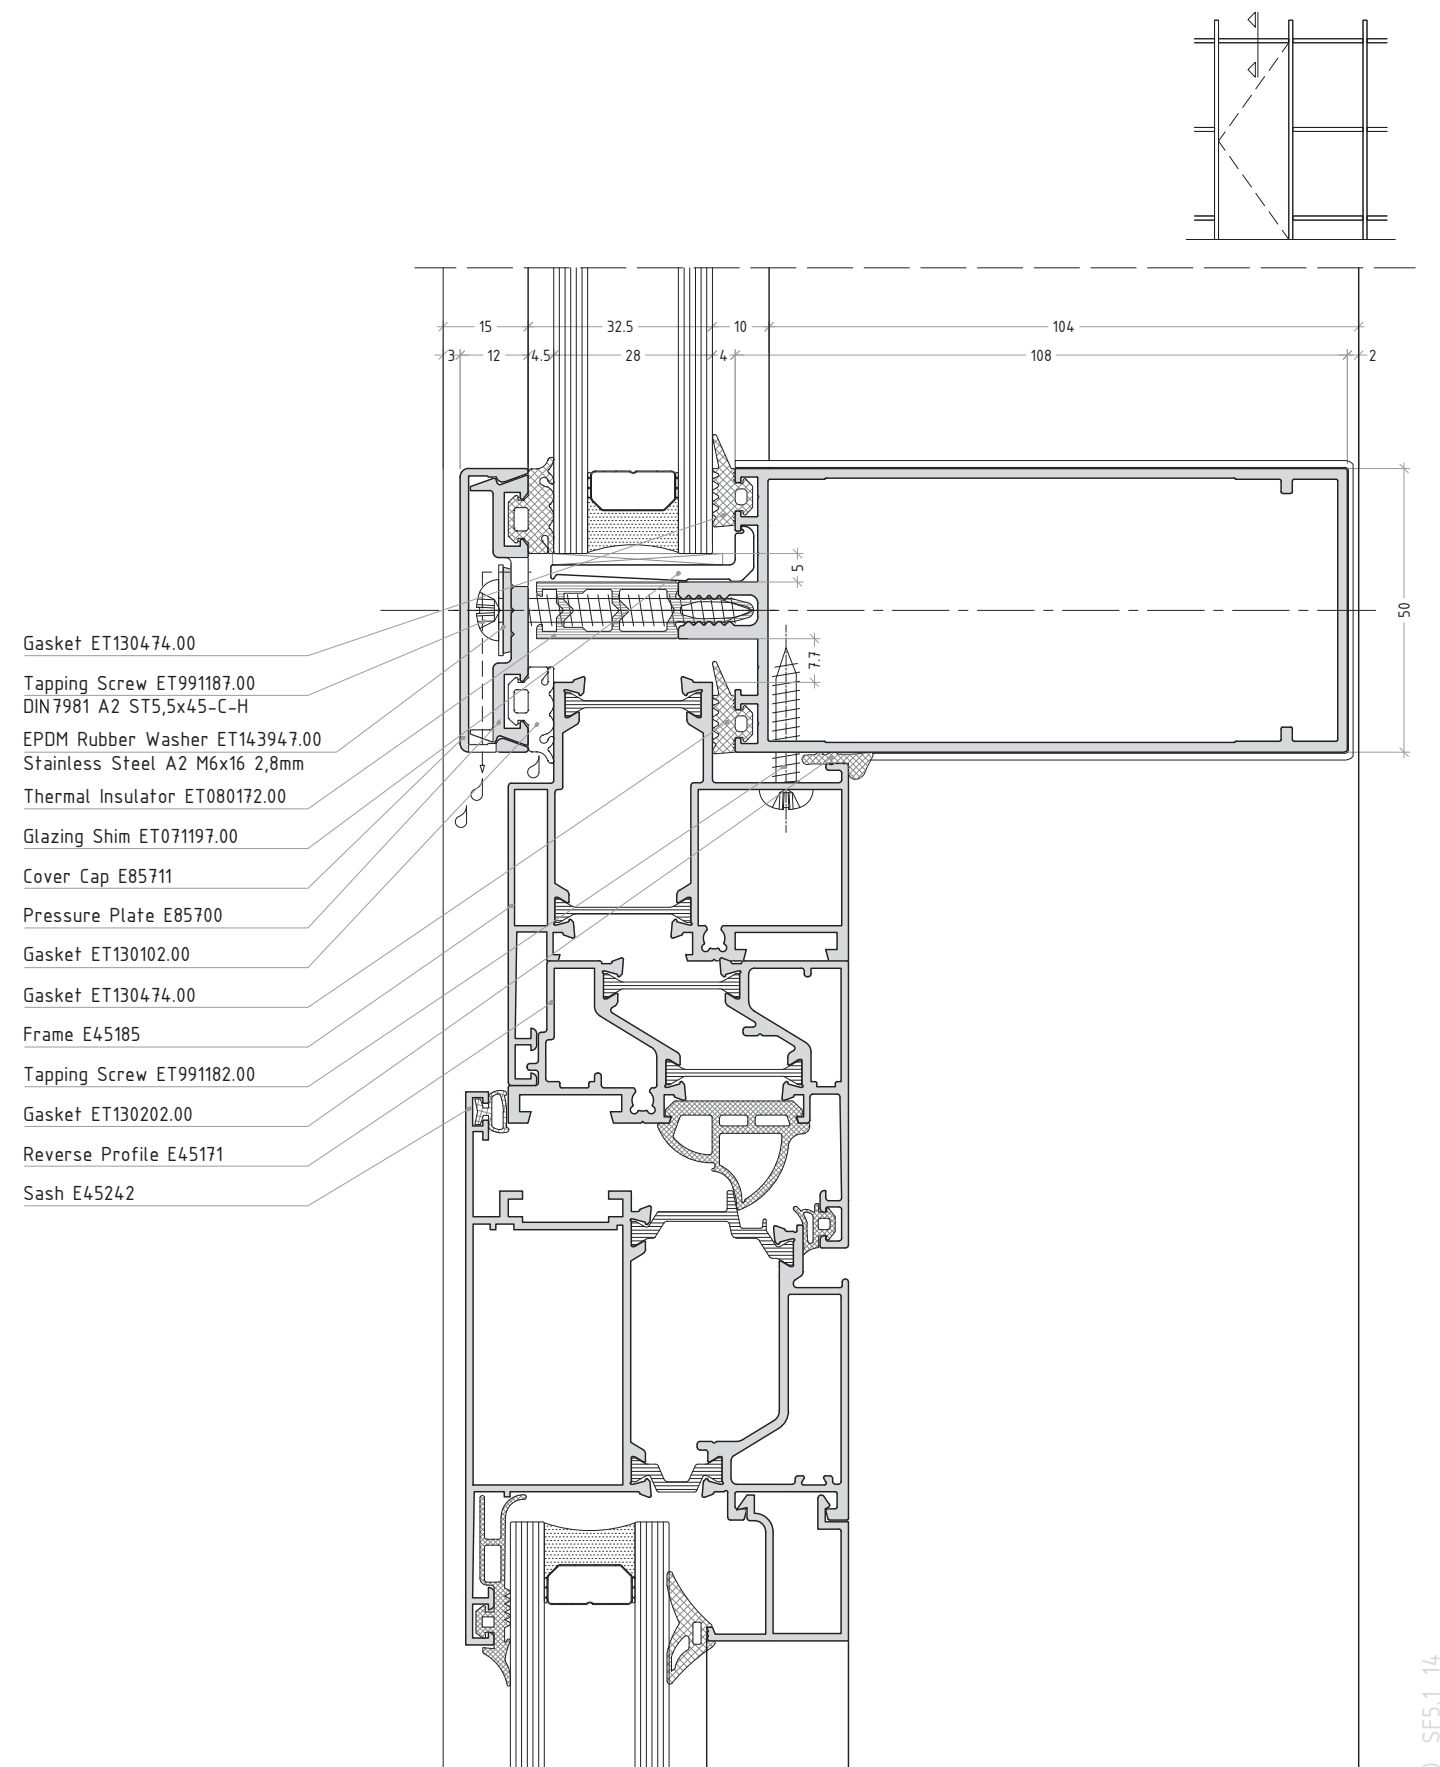 15 32.5 10 104
3 12 4.5 28 4 108 2
5
50
7.7
Gasket ET130474.00
Tapping Screw ET991187.00
DIN7981 A2 ST5,5x45-C-H
EPDM Rubber Washer ET143947.00
Stainless Steel A2 M6x16 2,8mm
Thermal Insulator ET080172.00
Glazing Shim ET071197.00
Cover Cap E85711
Pressure Plate E85700
Gasket ET130102.00
Gasket ET130474.00
Frame E45185
Tapping Screw ET991182.00
Gasket ET130202.00
Reverse Profile E45171
Sash E45242
SF5.1 14